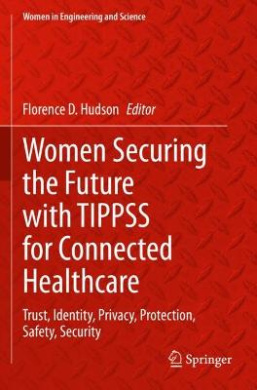 Women in Engineering and Science
Florence D. Hudson Editor
Women Securing
the Future
with TIPPSS
for Connected
Healthcare
Trust, Identity, Privacy, Protection,
Safety, Security
Springer